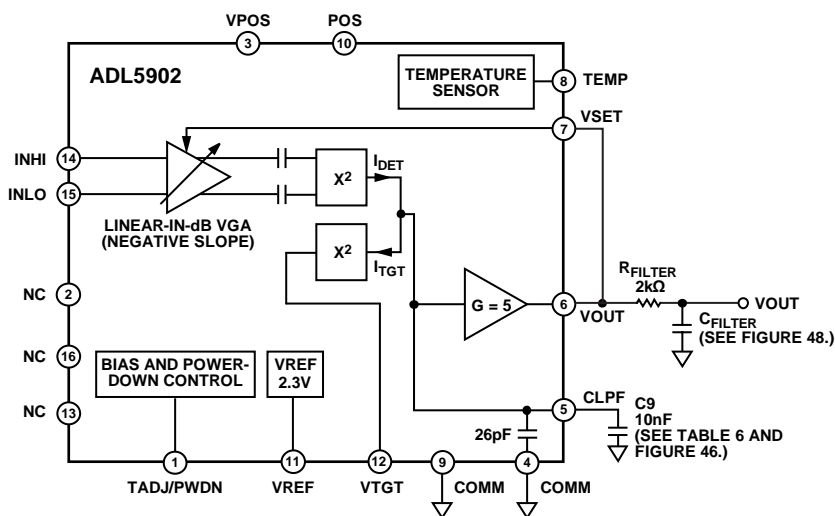 VPOS
POS
3
10
ADL5902
TEMPERATURE
SENSOR
8
TEMP
VSET
7
INHI
14
X2
IDET
INLO
15
LINEAR-IN-dB VGA
(NEGATIVE SLOPE)
X2
ITGT
NC
2
G = 5
6
VOUT
RFILTER
2kΩ
VOUT
CFILTER
(SEE FIGURE 48.)
NC
16
BIAS AND POWER-
DOWN CONTROL
VREF
2.3V
NC
13
26pF
5
CLPF
C9
10nF
(SEE TABLE 6 AND
FIGURE 46.)
1
11
12
9
4
TADJ/PWDN
VREF
VTGT
COMM
COMM